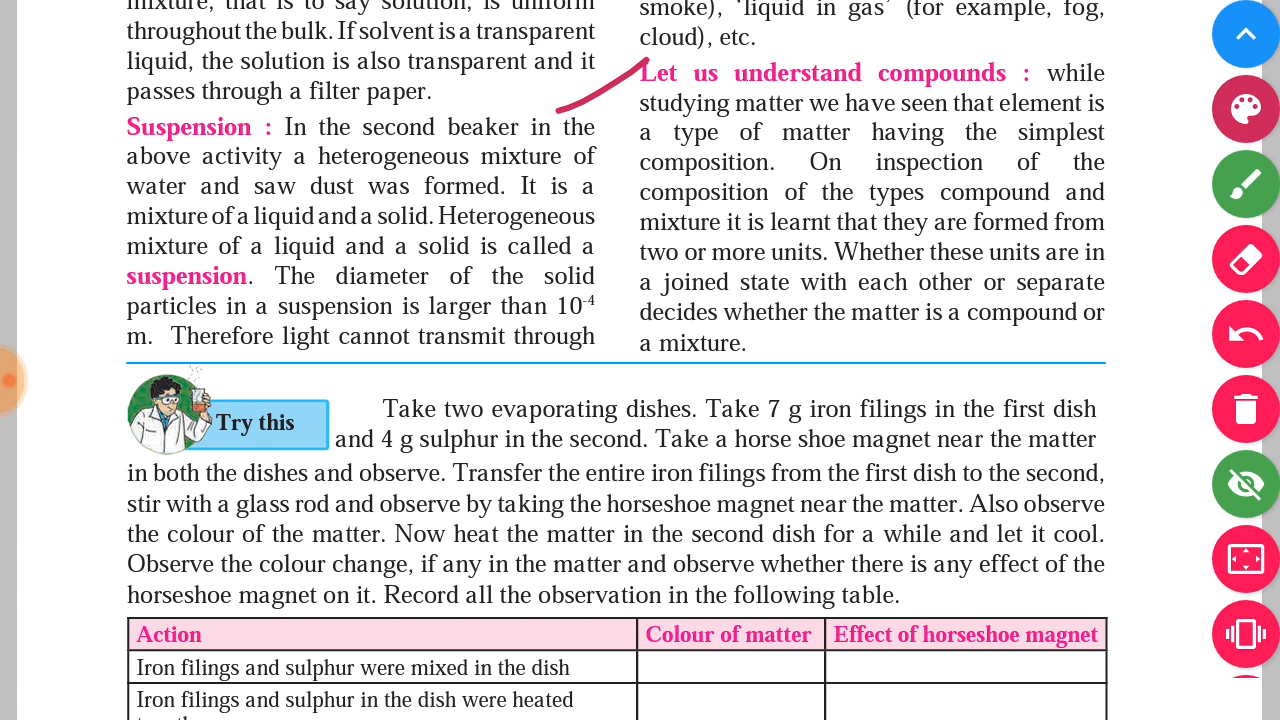 mixture, that is to say solution, is uniform
throughout the bulk. If solvent is a transparent
liquid, the solution is also transparent and it
passes through a filter paper.
Suspension : In the second beaker in the
above activity a heterogeneous mixture of
water and saw dust was formed. It is a
mixture of a liquid and a solid. Heterogeneous
mixture of a liquid and a solid is called a
suspension. The diameter of the solid
particles in a suspension is larger than 10⁻⁴
m. Therefore light cannot transmit through
smoke), 'liquid in gas' (for example, fog,
cloud), etc.
Let us understand compounds : while
studying matter we have seen that element is
a type of matter having the simplest
composition. On inspection of the
composition of the types compound and
mixture it is learnt that they are formed from
two or more units. Whether these units are in
a joined state with each other or separate
decides whether the matter is a compound or
a mixture.
Try this
Take two evaporating dishes. Take 7 g iron filings in the first dish
and 4 g sulphur in the second. Take a horse shoe magnet near the matter
in both the dishes and observe. Transfer the entire iron filings from the first dish to the second,
stir with a glass rod and observe by taking the horseshoe magnet near the matter. Also observe
the colour of the matter. Now heat the matter in the second dish for a while and let it cool.
Observe the colour change, if any in the matter and observe whether there is any effect of the
horseshoe magnet on it. Record all the observation in the following table.
Action Colour of matter Effect of horseshoe magnet
Iron filings and sulphur were mixed in the dish
Iron filings and sulphur in the dish were heated